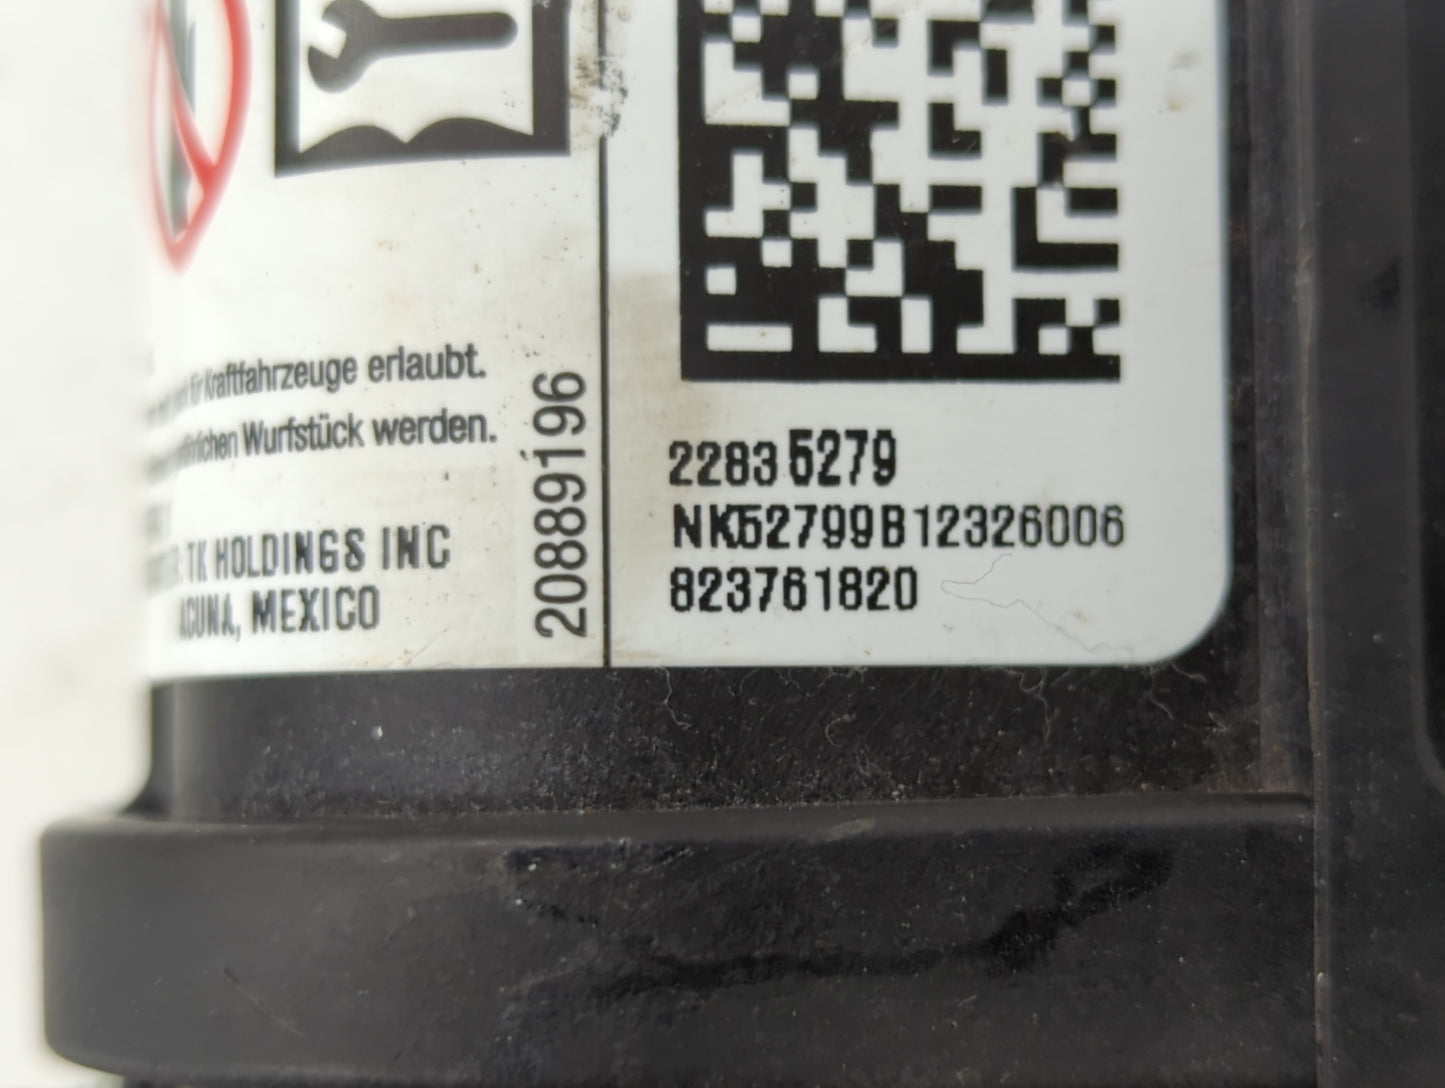 für Kraftfahrzeuge erlaubt.
Wurfstück werden.
TK HOLDINGS INC
ACUNA, MEXICO
20889196
22835279
NK52799B12326006
823761820